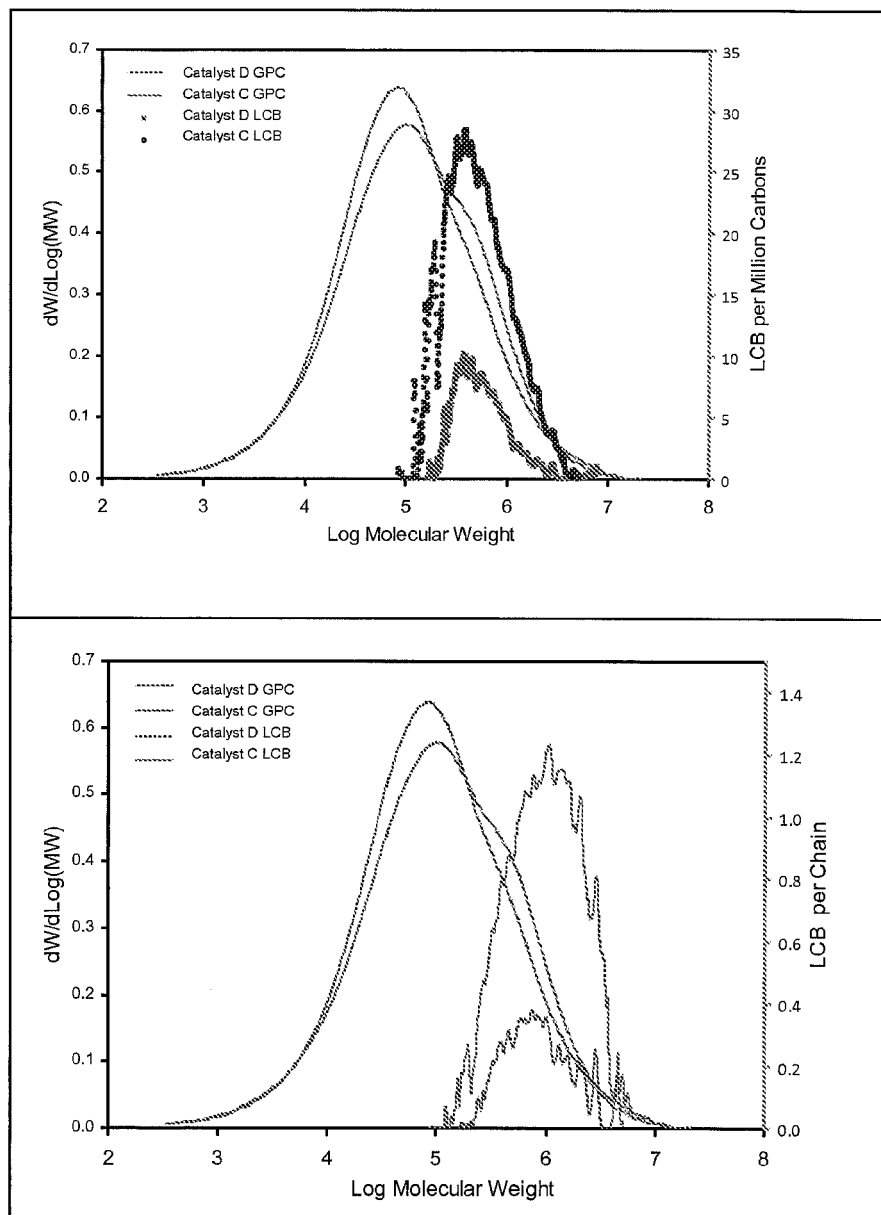 0.7
0.6
0.5
0.4
0.3
0.2
0.1
0.0
dW/dLog(MW)
Catalyst D GPC
Catalyst C GPC
Catalyst D LCB
Catalyst C LCB
35
30
25
20
15
10
5
0
LCB per Million Carbons
2 3 4 5 6 7 8
Log Molecular Weight
0.7
0.6
0.5
0.4
0.3
0.2
0.1
0.0
dW/dLog(MW)
Catalyst D GPC
Catalyst C GPC
Catalyst D LCB
Catalyst C LCB
1.4
1.2
1.0
0.8
0.6
0.4
0.2
0.0
LCB per Chain
2 3 4 5 6 7 8
Log Molecular Weight